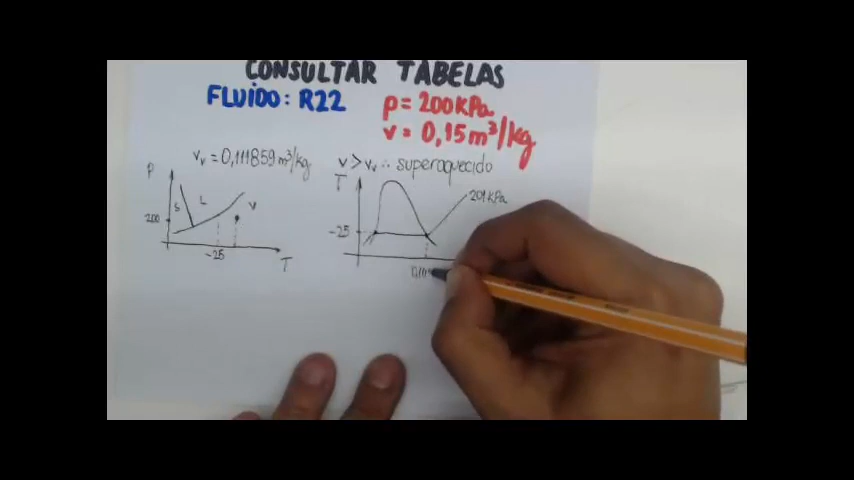 CONSULTAR TABELAS
FLUIDO: R22
p = 200 kPa
v = 0,15 m³/kg
Vv = 0,111859 m³/kg
v > Vv ∴ superaquecido
P
S
L
V
200
-25
T
T
201 kPa
-25